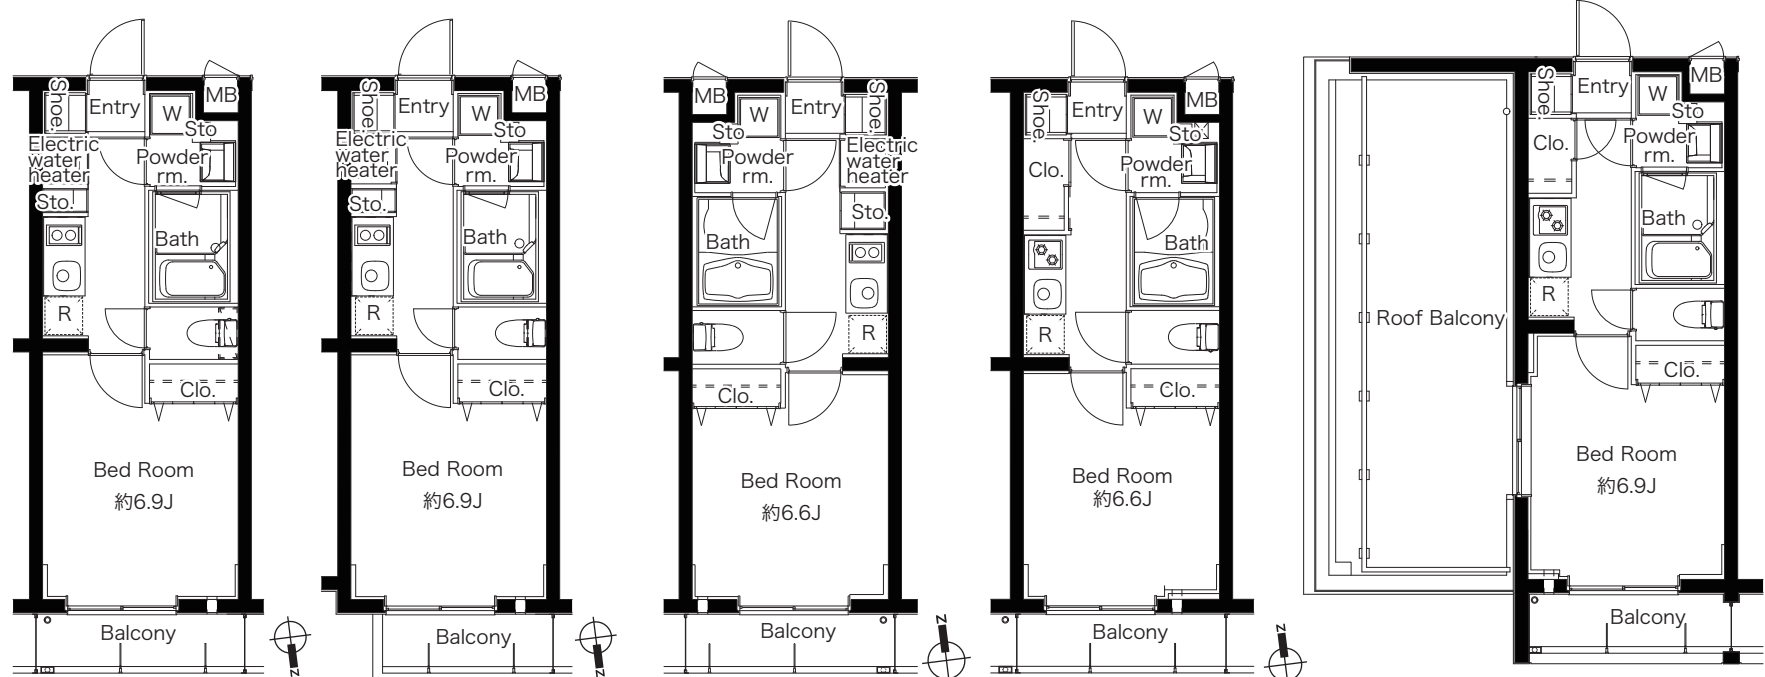 Shoe.
Entry
W
MB
Sto
Electric
water
heater
Powder
rm.
Sto.
Bath
R
Clo.
Bed Room
約6.9J
Balcony
N
Shoe.
Entry
W
MB
Sto
Electric
water
heater
Powder
rm.
Sto.
Bath
R
Clo.
Bed Room
約6.9J
Balcony
N
MB
W
Entry
Shoe.
Sto
Powder
rm.
Electric
water
heater
Sto.
Bath
R
Clo.
Bed Room
約6.6J
Balcony
N
Shoe.
Entry
W
MB
Sto
Clo.
Powder
rm.
Bath
R
Clo.
Bed Room
約6.6J
Balcony
N
Shoe.
Entry
W
MB
Sto
Clo.
Powder
rm.
Bath
R
Roof Balcony
Clo.
Bed Room
約6.9J
Balcony